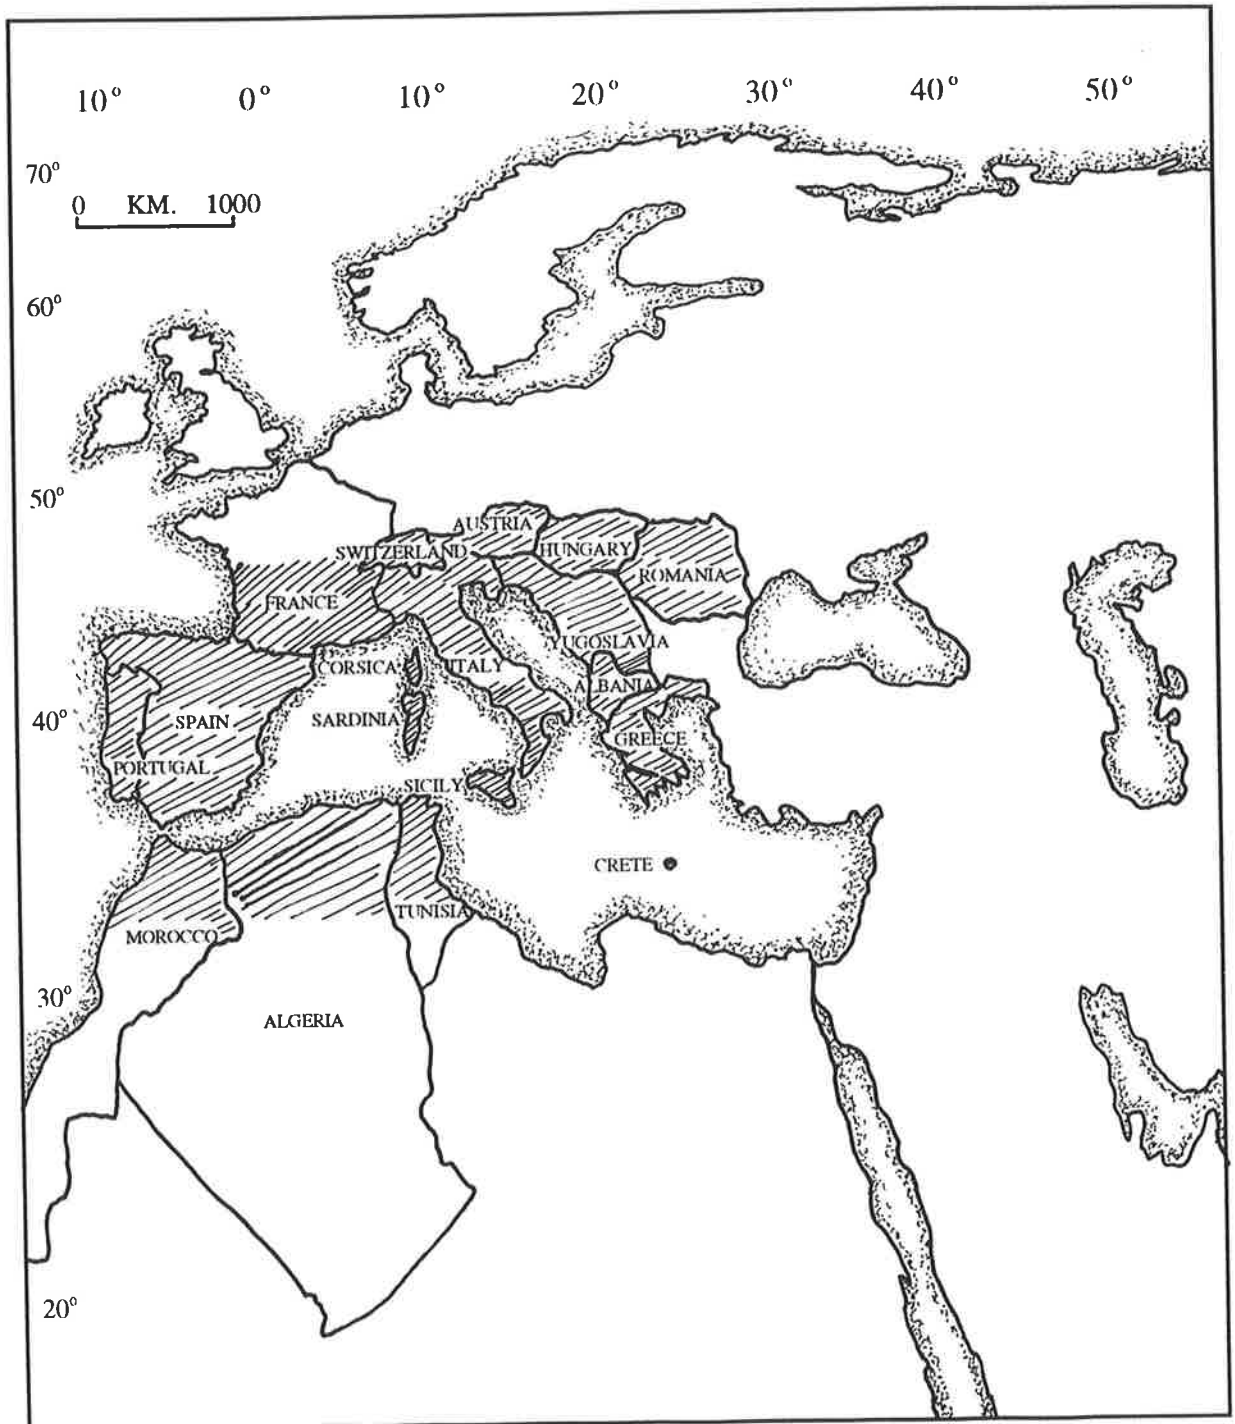 10° 0° 10° 20° 30° 40° 50°
70°
0 KM. 1000
60°
50°
AUSTRIA
SWITZERLAND HUNGARY
ROMANIA
FRANCE
YUGOSLAVIA
CORSICA ITALY
ALBANIA
40° SPAIN SARDINIA
GREECE
PORTUGAL
SICILY
CRETE
TUNISIA
MOROCCO
30°
ALGERIA
20°